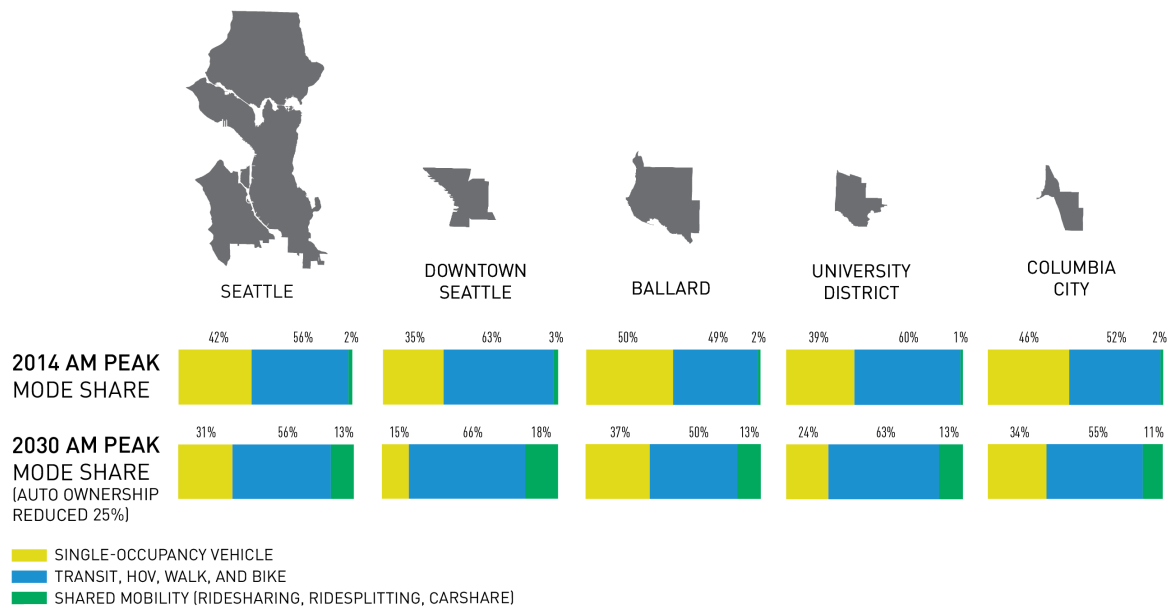 SEATTLE
DOWNTOWN
SEATTLE
BALLARD
UNIVERSITY
DISTRICT
COLUMBIA
CITY
2014 AM PEAK
MODE SHARE
42% 56% 2%
35% 63% 3%
50% 49% 2%
39% 60% 1%
46% 52% 2%
2030 AM PEAK
MODE SHARE
(AUTO OWNERSHIP
REDUCED 25%)
31% 56% 13%
15% 66% 18%
37% 50% 13%
24% 63% 13%
34% 55% 11%
SINGLE-OCCUPANCY VEHICLE
TRANSIT, HOV, WALK, AND BIKE
SHARED MOBILITY (RIDESHARING, RIDESPLITTING, CARSHARE)